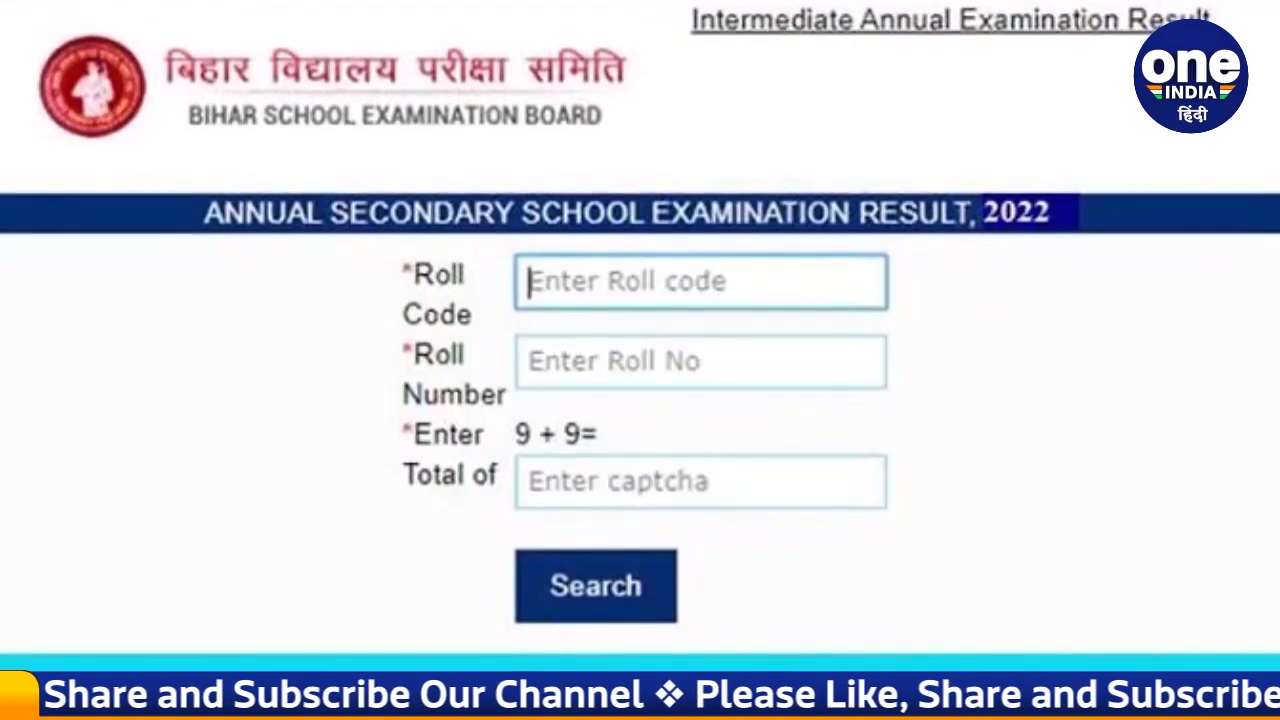 Intermediate Annual Examination Result
one
INDIA
हिंदी
बिहार विद्यालय परीक्षा समिति
BIHAR SCHOOL EXAMINATION BOARD
ANNUAL SECONDARY SCHOOL EXAMINATION RESULT, 2022
*Roll Code
Enter Roll code
*Roll Number
Enter Roll No
*Enter Total of
9 + 9=
Enter captcha
Search
Share and Subscribe Our Channel ❖ Please Like, Share and Subscribe